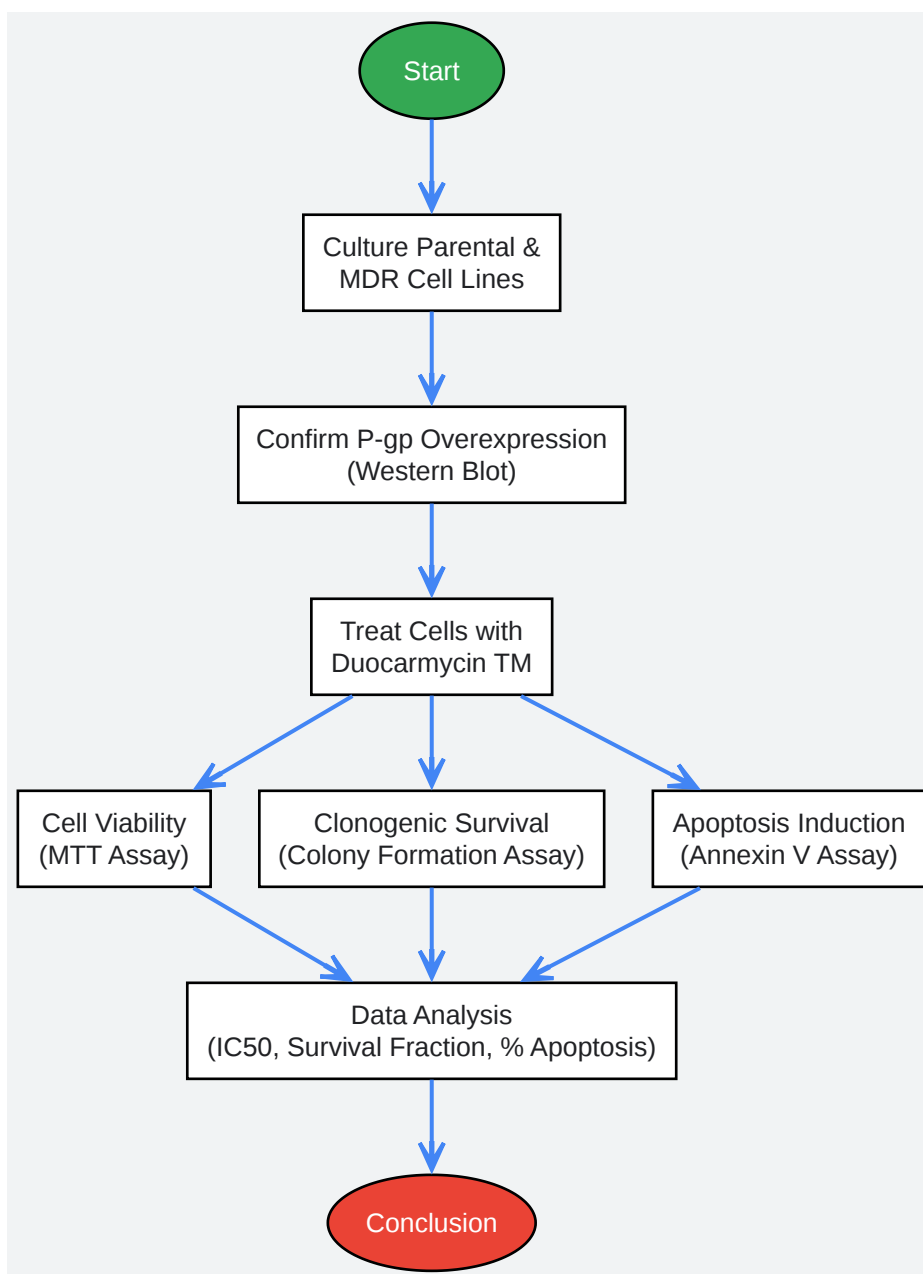 Start
Culture Parental &
MDR Cell Lines
Confirm P-gp Overexpression
(Western Blot)
Treat Cells with
Duocarmycin TM
Cell Viability
(MTT Assay)
Clonogenic Survival
(Colony Formation Assay)
Apoptosis Induction
(Annexin V Assay)
Data Analysis
(IC50, Survival Fraction, % Apoptosis)
Conclusion